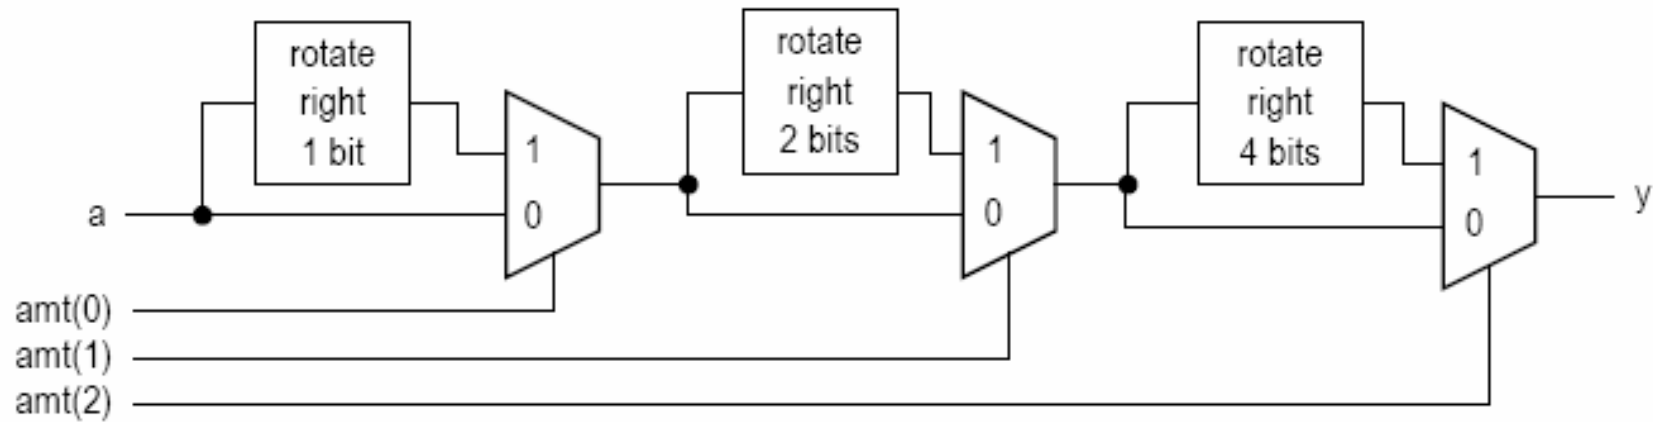 rotate
right
1 bit
rotate
right
2 bits
rotate
right
4 bits
1
0
1
0
1
0
a
y
amt(0)
amt(1)
amt(2)